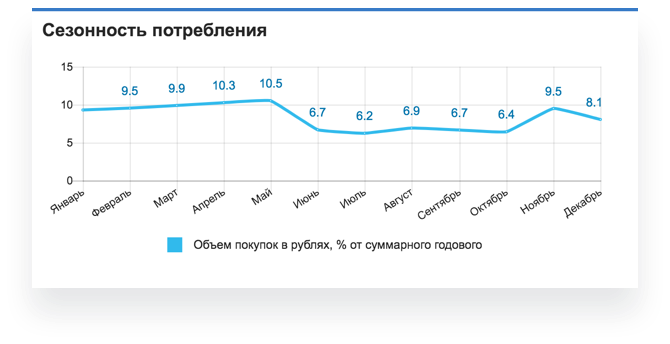 Сезонность потребления
15
10
5
0
9.5
9.9
10.3
10.5
6.7
6.2
6.9
6.7
6.4
9.5
8.1
Январь
Февраль
Март
Апрель
Май
Июнь
Июль
Август
Сентябрь
Октябрь
Ноябрь
Декабрь
Объем покупок в рублях, % от суммарного годового